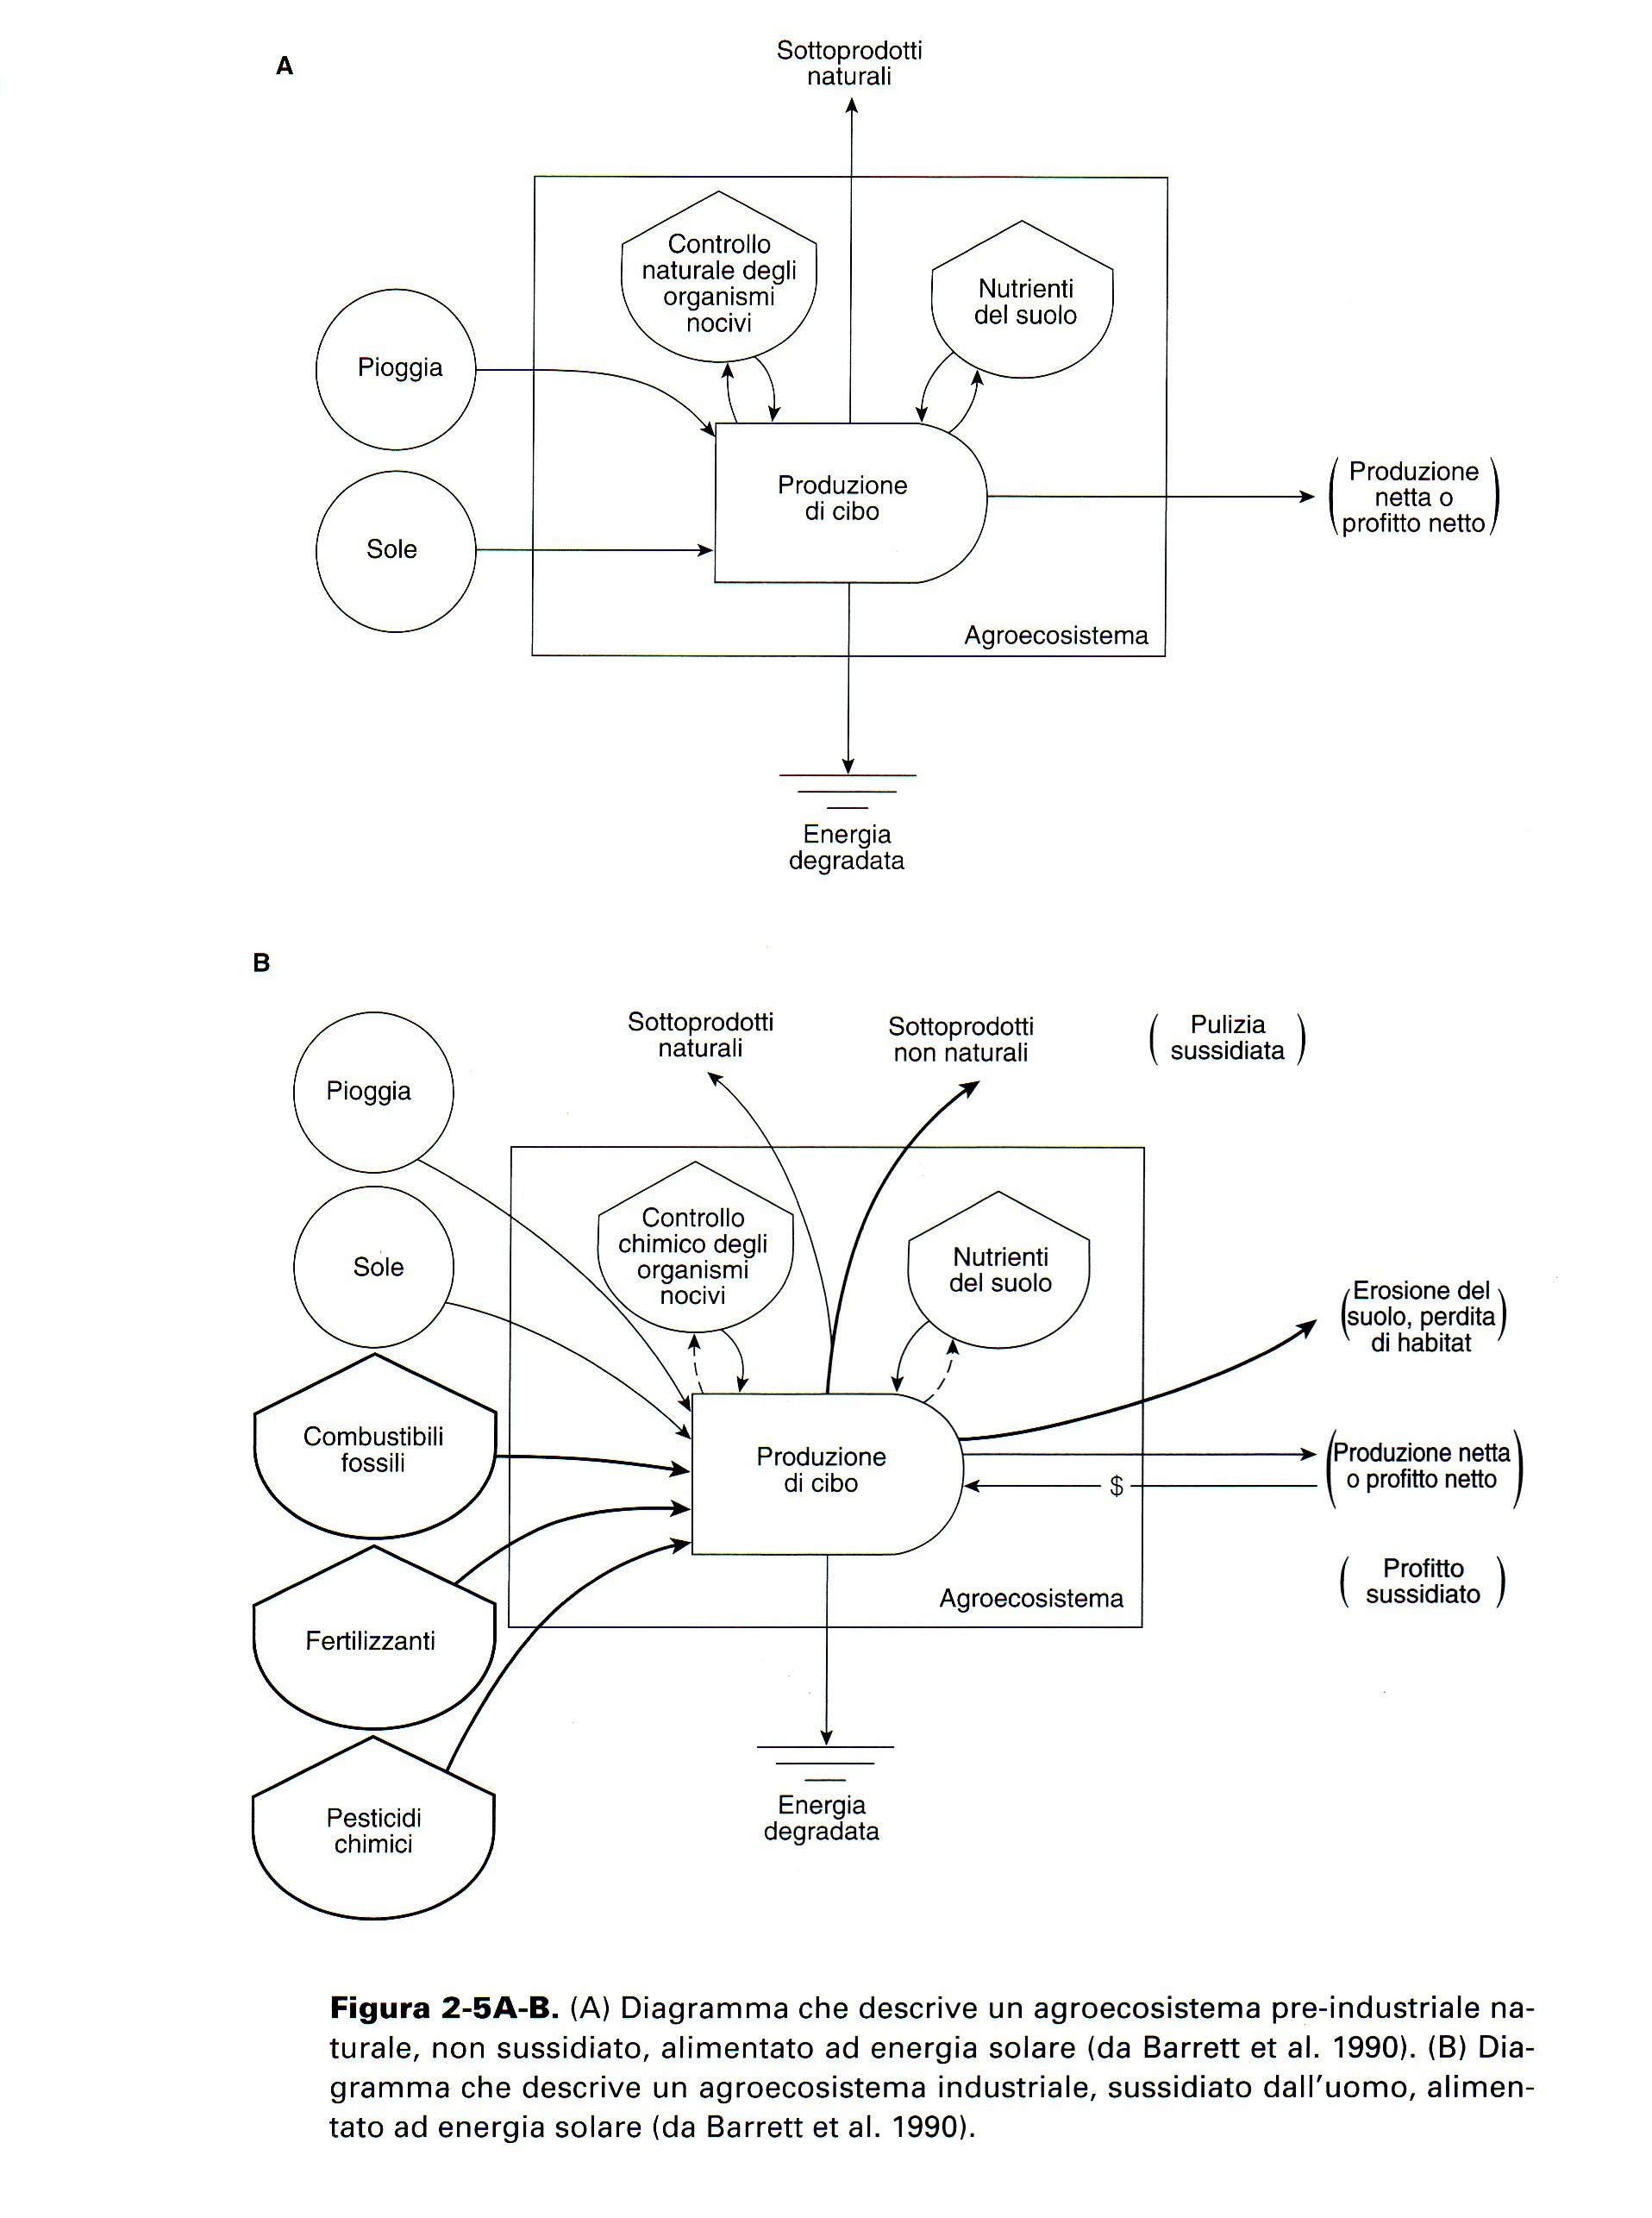 A
Sottoprodotti
naturali
Controllo
naturale degli
organismi
nocivi
Nutrienti
del suolo
Pioggia
Sole
Produzione
di cibo
Produzione
netta o
profitto netto
Agroecosistema
Energia
degradata
B
Sottoprodotti
naturali
Sottoprodotti
non naturali
Pulizia
sussidiata
Pioggia
Sole
Controllo
chimico degli
organismi
nocivi
Nutrienti
del suolo
Erosione del
suolo, perdita
di habitat
Combustibili
fossili
Produzione
di cibo
Produzione netta
o profitto netto
$
Profitto
sussidiato
Agroecosistema
Fertilizzanti
Pesticidi
chimici
Energia
degradata
Figura 2-5A-B. (A) Diagramma che descrive un agroecosistema pre-industriale na-
turale, non sussidiato, alimentato ad energia solare (da Barrett et al. 1990). (B) Dia-
gramma che descrive un agroecosistema industriale, sussidiato dall'uomo, alimen-
tato ad energia solare (da Barrett et al. 1990).